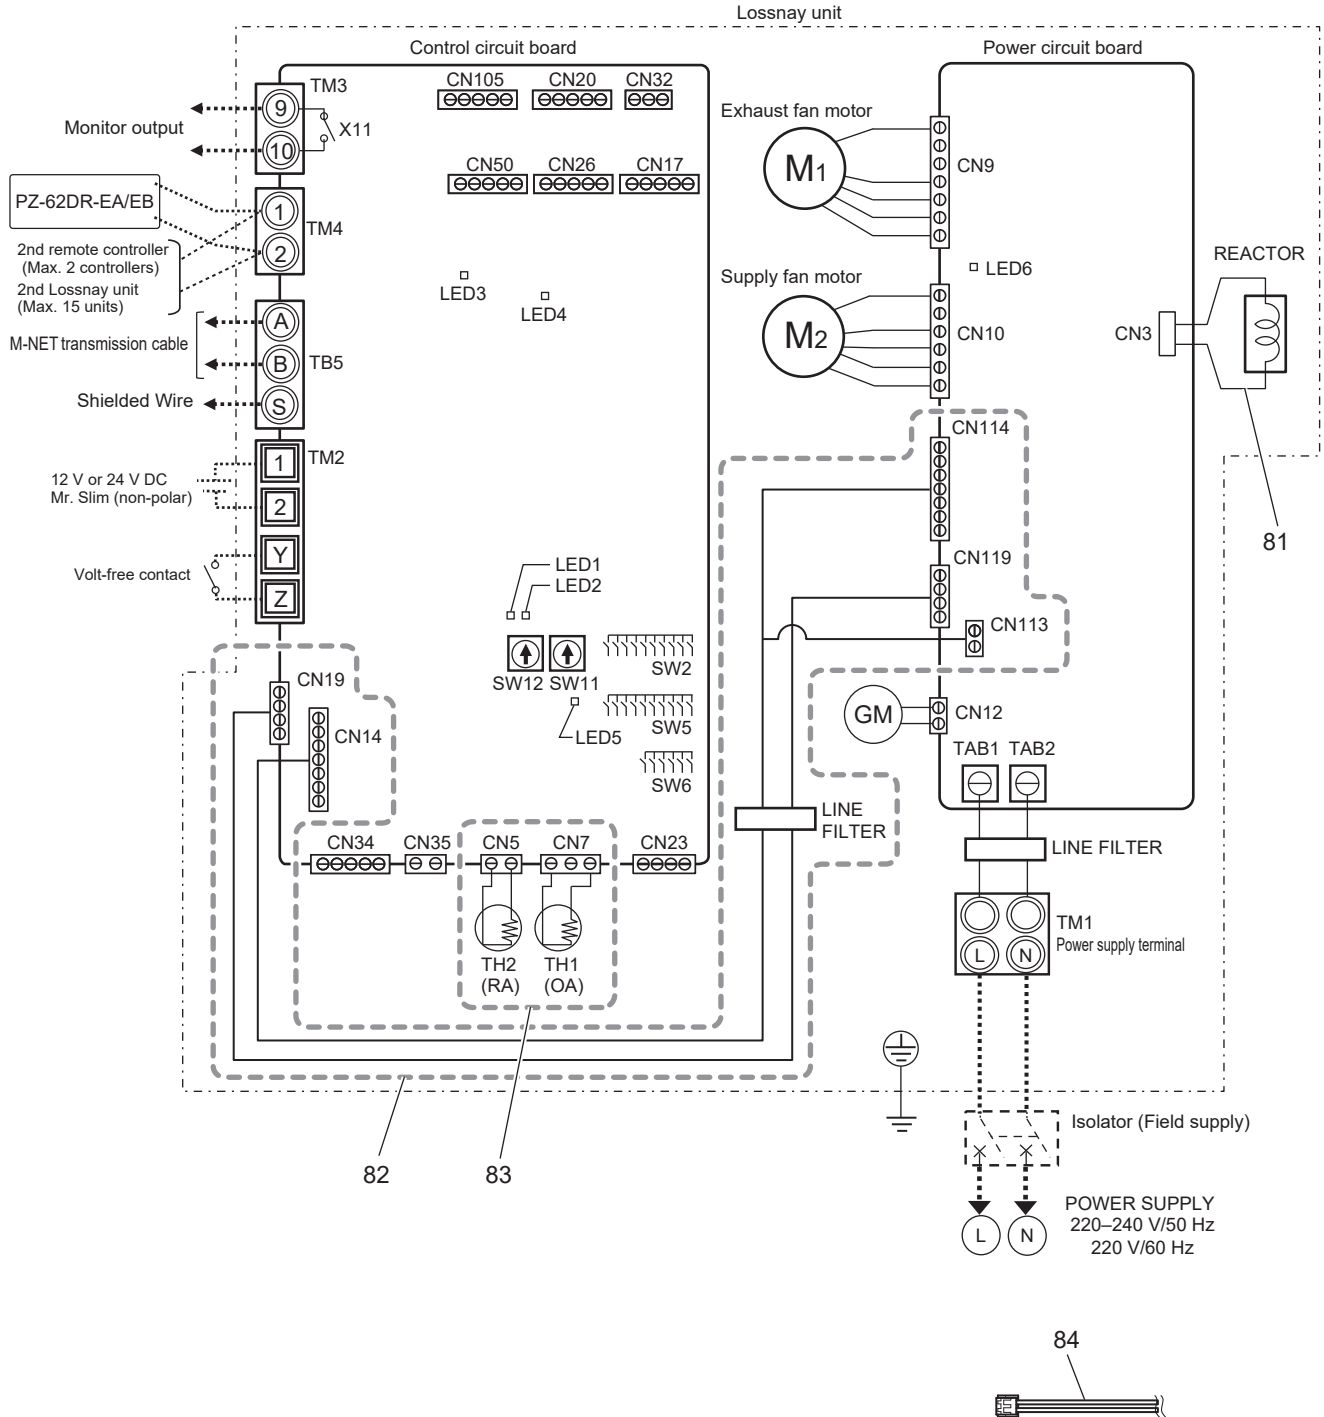 Lossnay unit
Control circuit board
Power circuit board
TM3
9
10
X11
Monitor output
CN105
CN20
CN32
CN50
CN26
CN17
Exhaust fan motor
M1
CN9
PZ-62DR-EA/EB
1
2
TM4
2nd remote controller
(Max. 2 controllers)
2nd Lossnay unit
(Max. 15 units)
LED3
LED4
Supply fan motor
M2
CN10
LED6
REACTOR
CN3
M-NET transmission cable
A
B
S
TB5
Shielded Wire
TM2
1
2
Y
Z
12 V or 24 V DC
Mr. Slim (non-polar)
Volt-free contact
CN114
81
CN119
CN113
LED1
LED2
SW12
SW11
SW2
SW5
SW6
LED5
CN19
CN14
GM
CN12
TAB1
TAB2
LINE
FILTER
CN34
CN35
CN5
CN7
CN23
LINE FILTER
TH2
(RA)
TH1
(OA)
TM1
Power supply terminal
L
N
82
83
Isolator (Field supply)
L
N
POWER SUPPLY
220–240 V/50 Hz
220 V/60 Hz
84